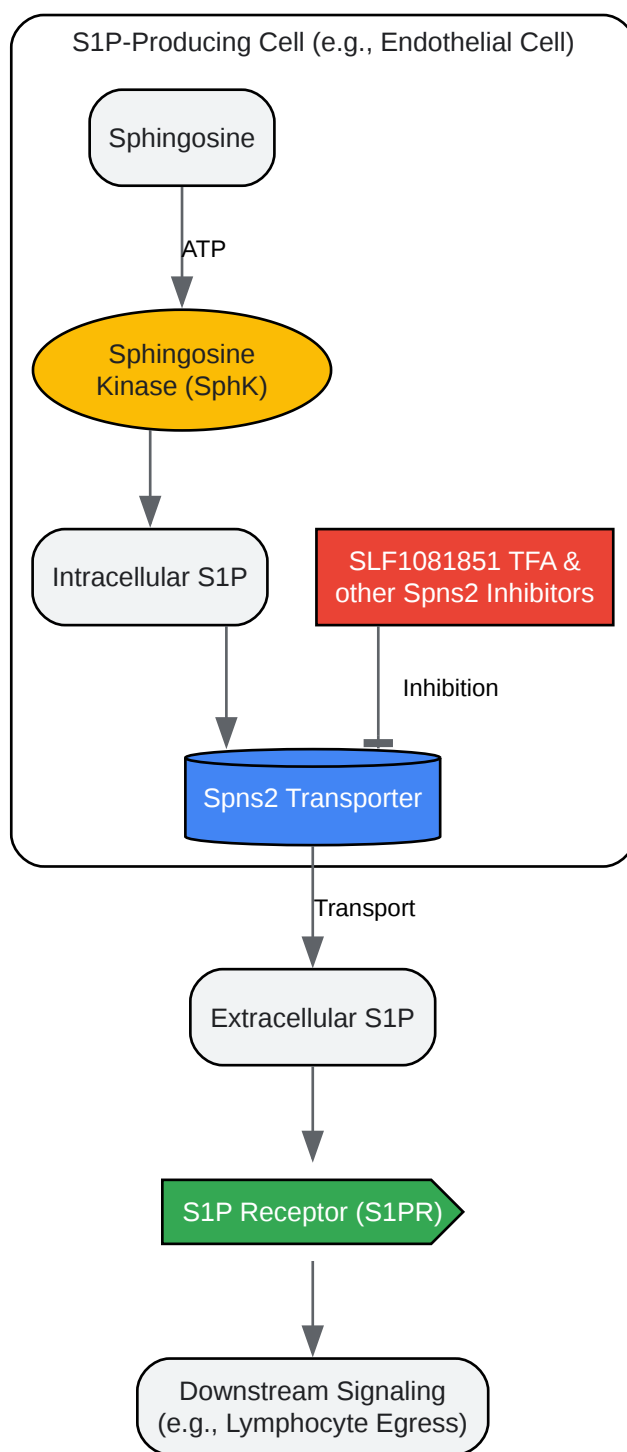 S1P-Producing Cell (e.g., Endothelial Cell)
Sphingosine
ATP
Sphingosine
Kinase (SphK)
Intracellular S1P
SLF1081851 TFA &
other Spns2 Inhibitors
Inhibition
Spns2 Transporter
Transport
Extracellular S1P
S1P Receptor (S1PR)
Downstream Signaling
(e.g., Lymphocyte Egress)